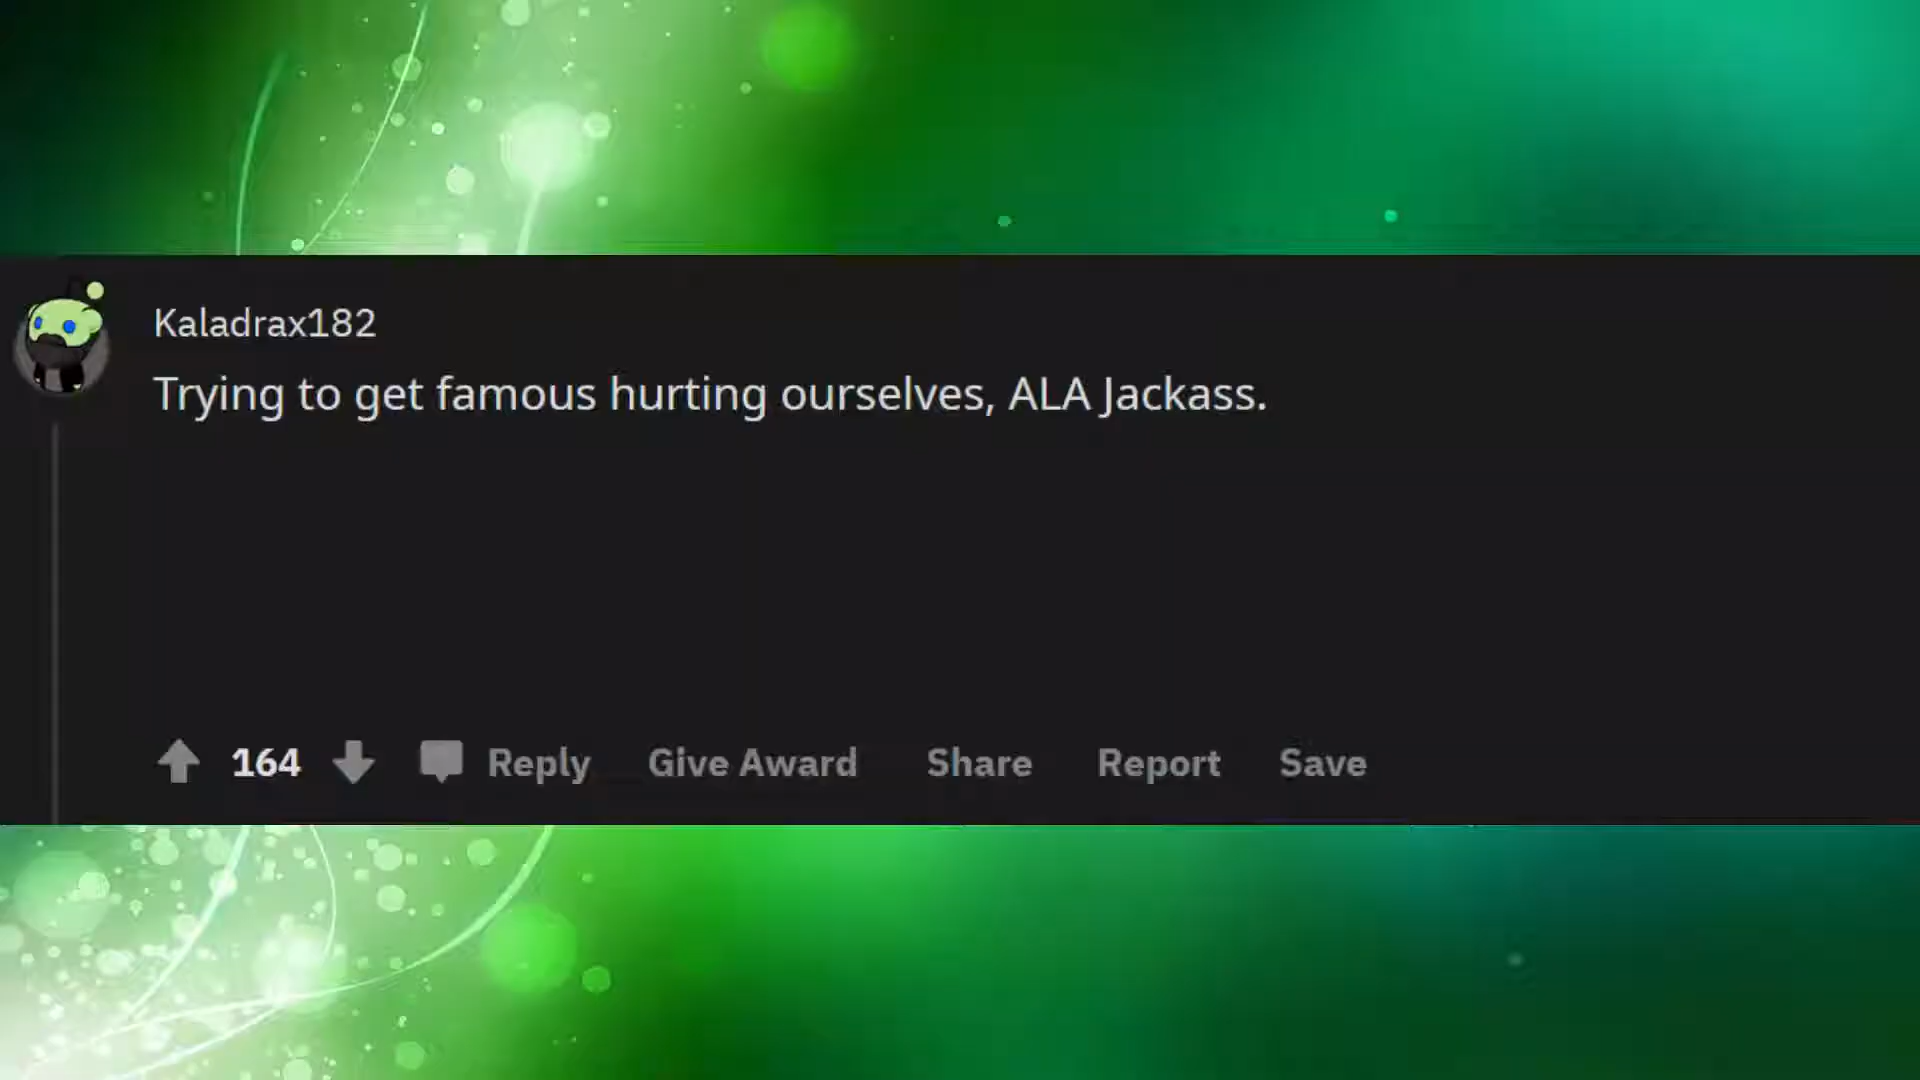 Kaladrax182
Trying to get famous hurting ourselves, ALA Jackass.
164 Reply Give Award Share Report Save